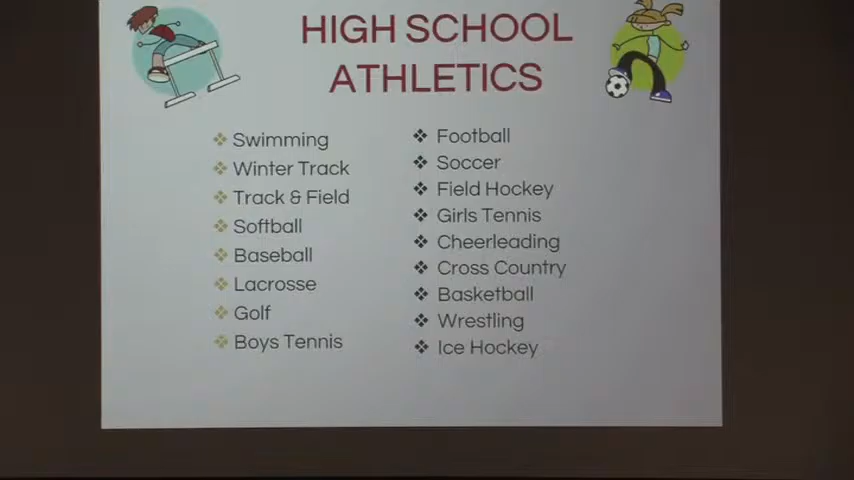 HIGH SCHOOL
ATHLETICS
Swimming
Winter Track
Track & Field
Softball
Baseball
Lacrosse
Golf
Boys Tennis
Football
Soccer
Field Hockey
Girls Tennis
Cheerleading
Cross Country
Basketball
Wrestling
Ice Hockey